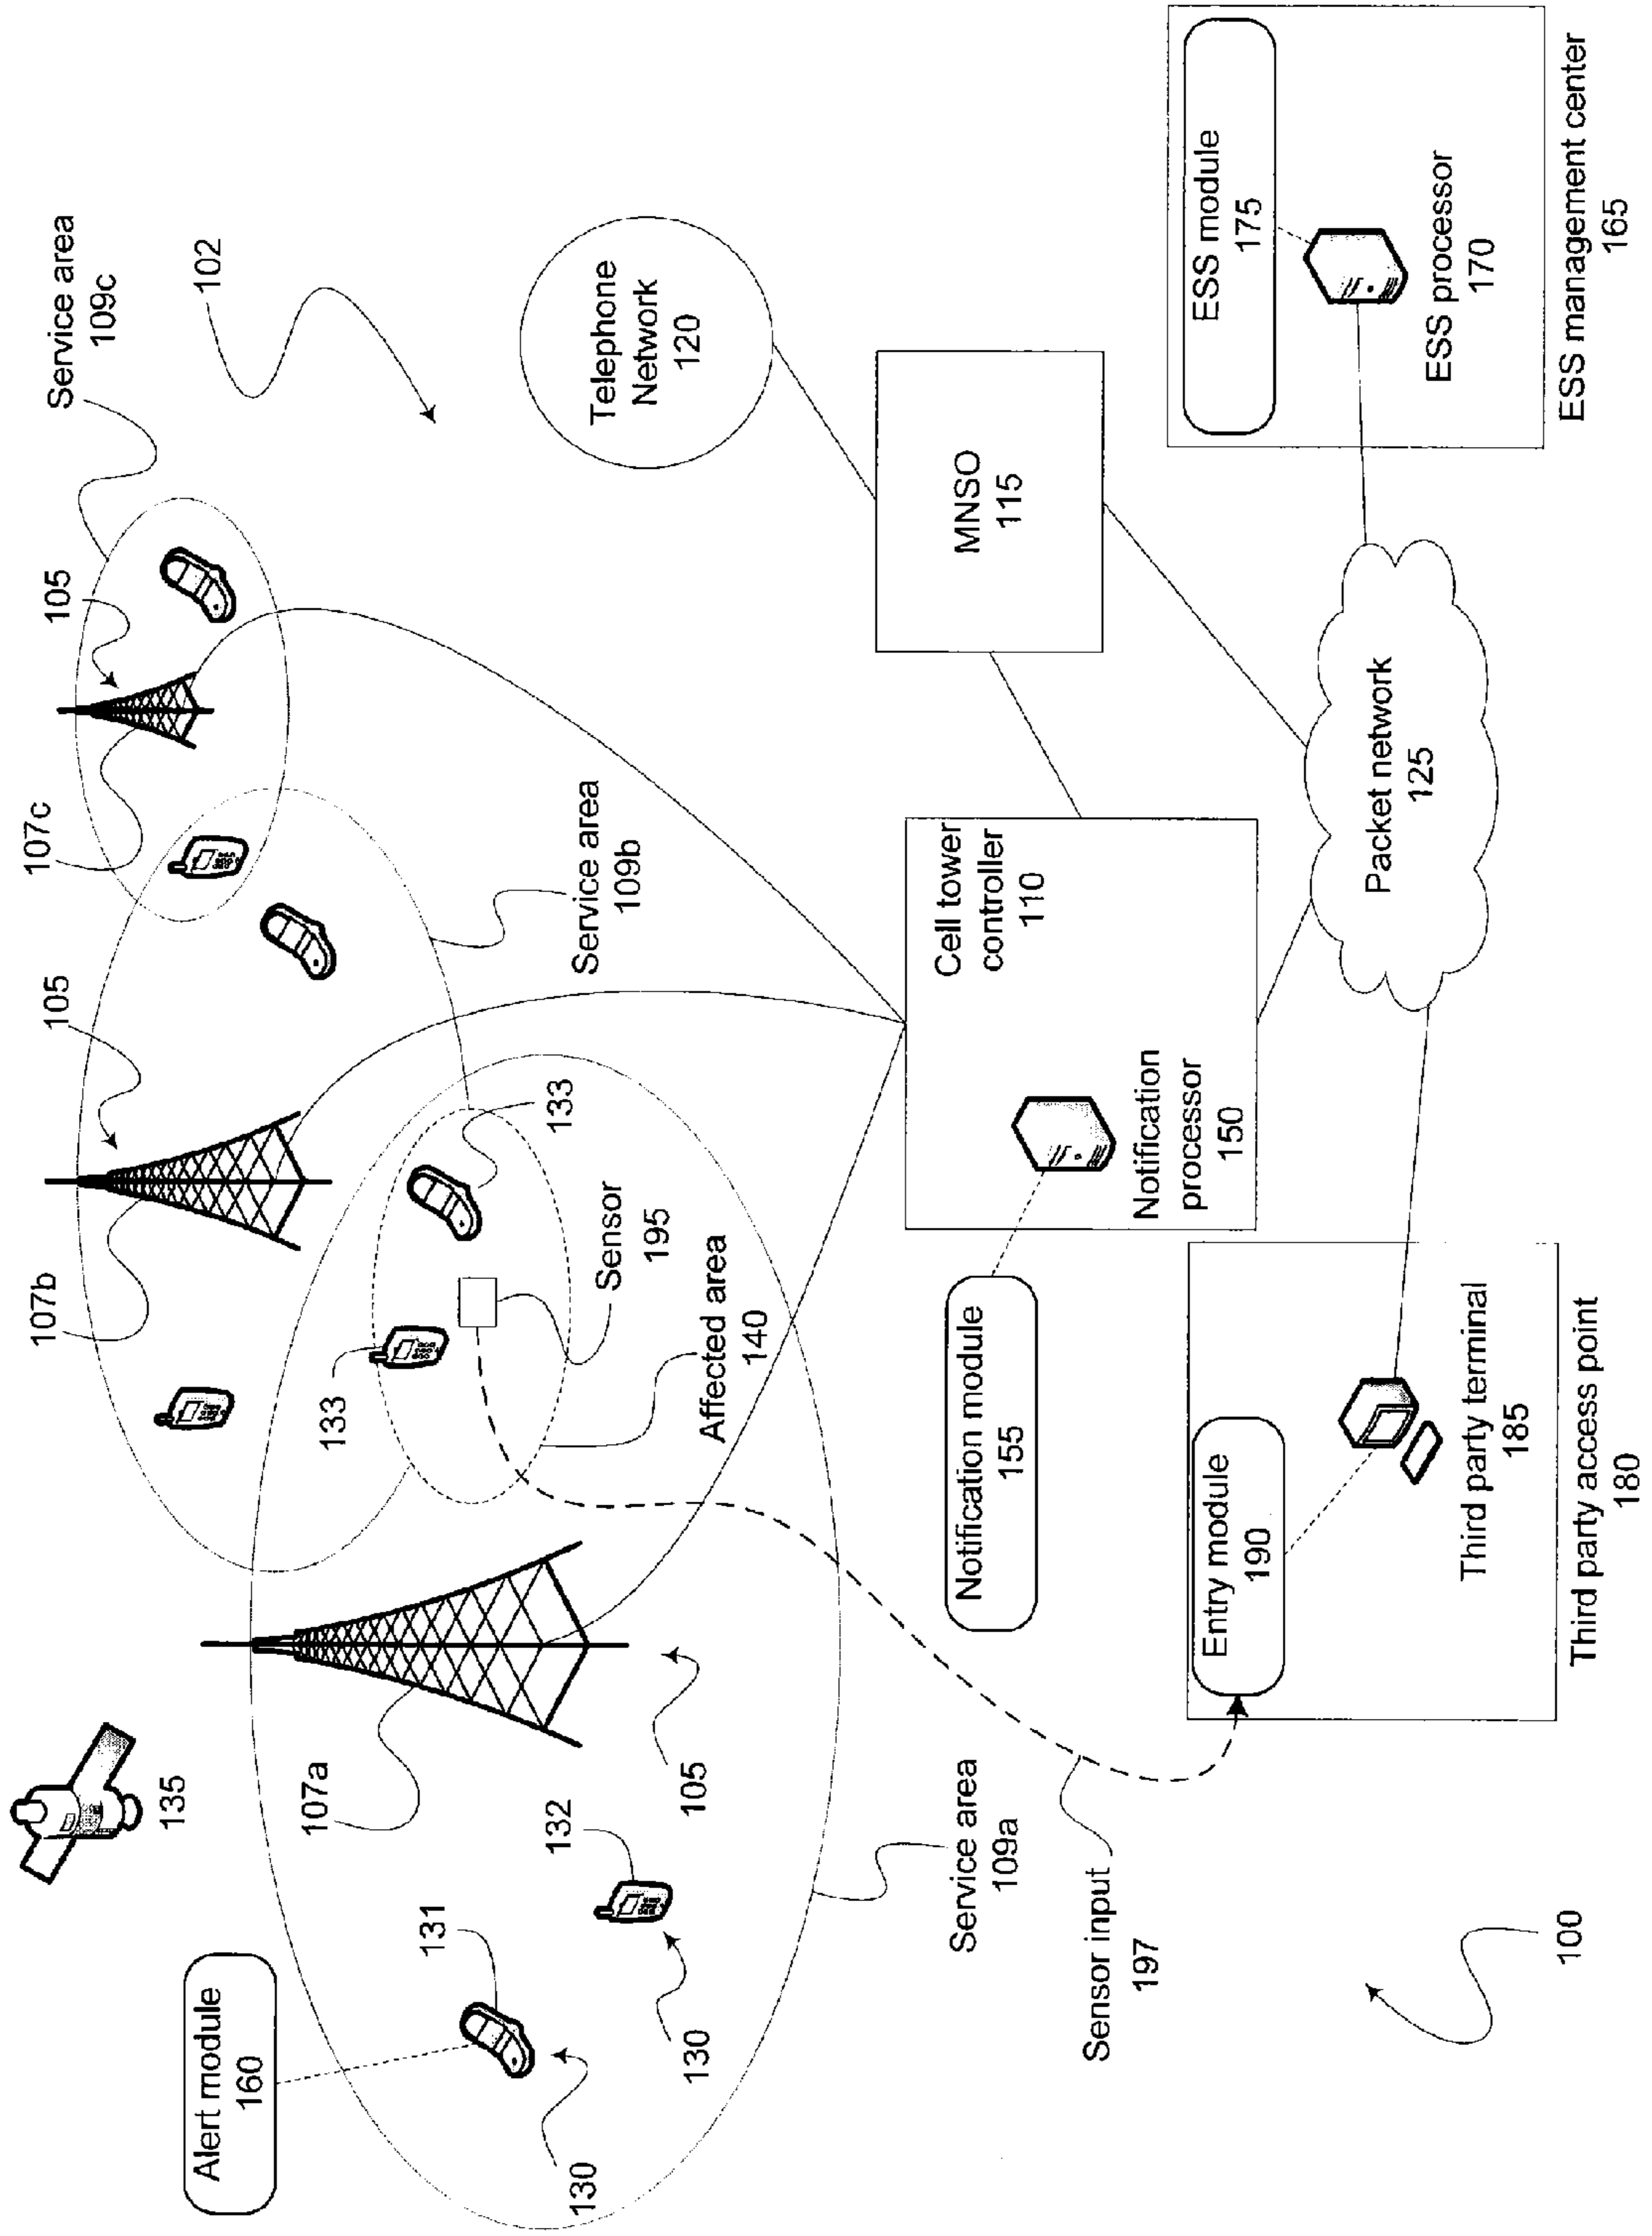 135
Alert module
160
131
130
132
130
107a
105
Service area
109a
Sensor input
197
100
107b
105
133
133
Sensor
195
Affected area
140
Service area
109b
107c
105
Service area
109c
102
Telephone
Network
120
MNSO
115
Cell tower
controller
110
Notification
processor
150
Notification module
155
Packet network
125
Entry module
190
Third party terminal
185
Third party access point
180
ESS module
175
ESS processor
170
ESS management center
165